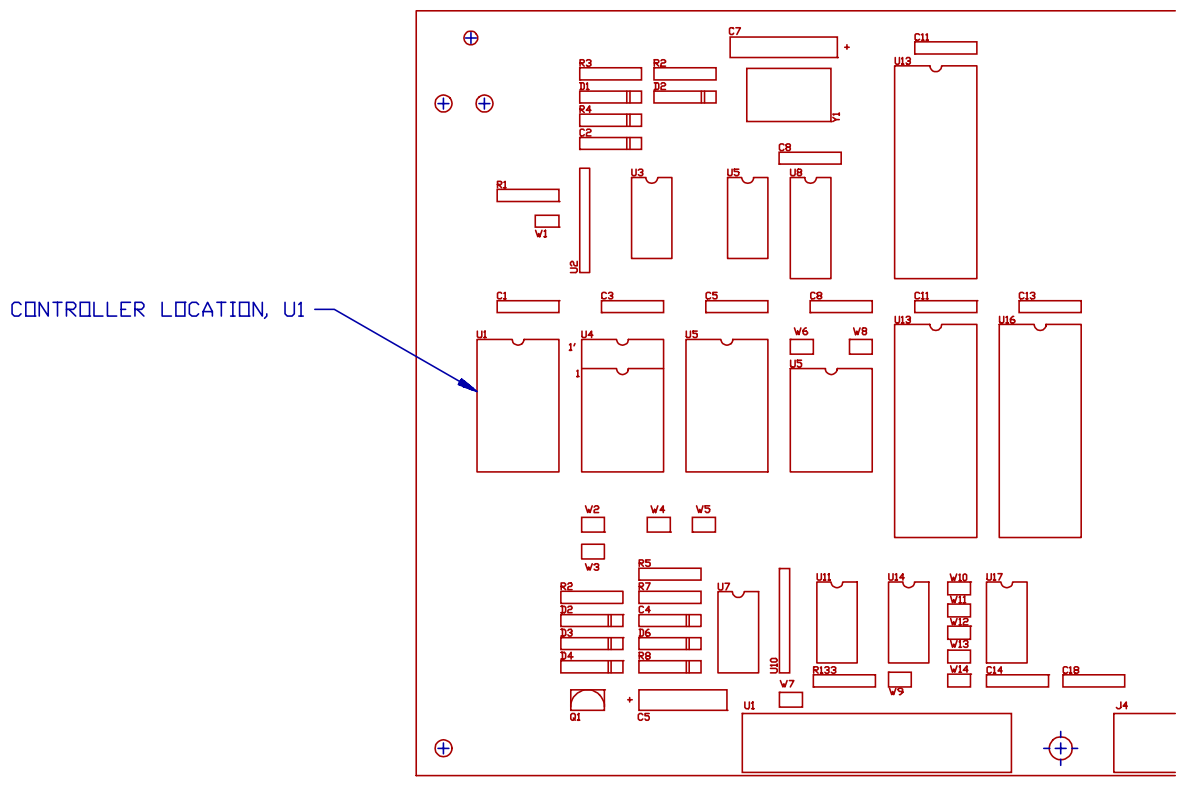 C7
C11
R3 R2 + U13
D1 D2
R4 Y1
C2 C8
R1 U3 U5 U8
W1
U2
C1 C3 C5 C8 C11 C13
CONTROLLER LOCATION, U1
U1 U4 U5 W6 W8 U13 U16
1'
1 U5
W2 W4 W5
W3
R5
R2 R7 U7 U11 U14 W10 U17
D2 C4 W11
D3 D6 W12
D4 R8 U10 W13
R133 W14 C14 C18
W7 W9
+
Q1 C5 U1 J4